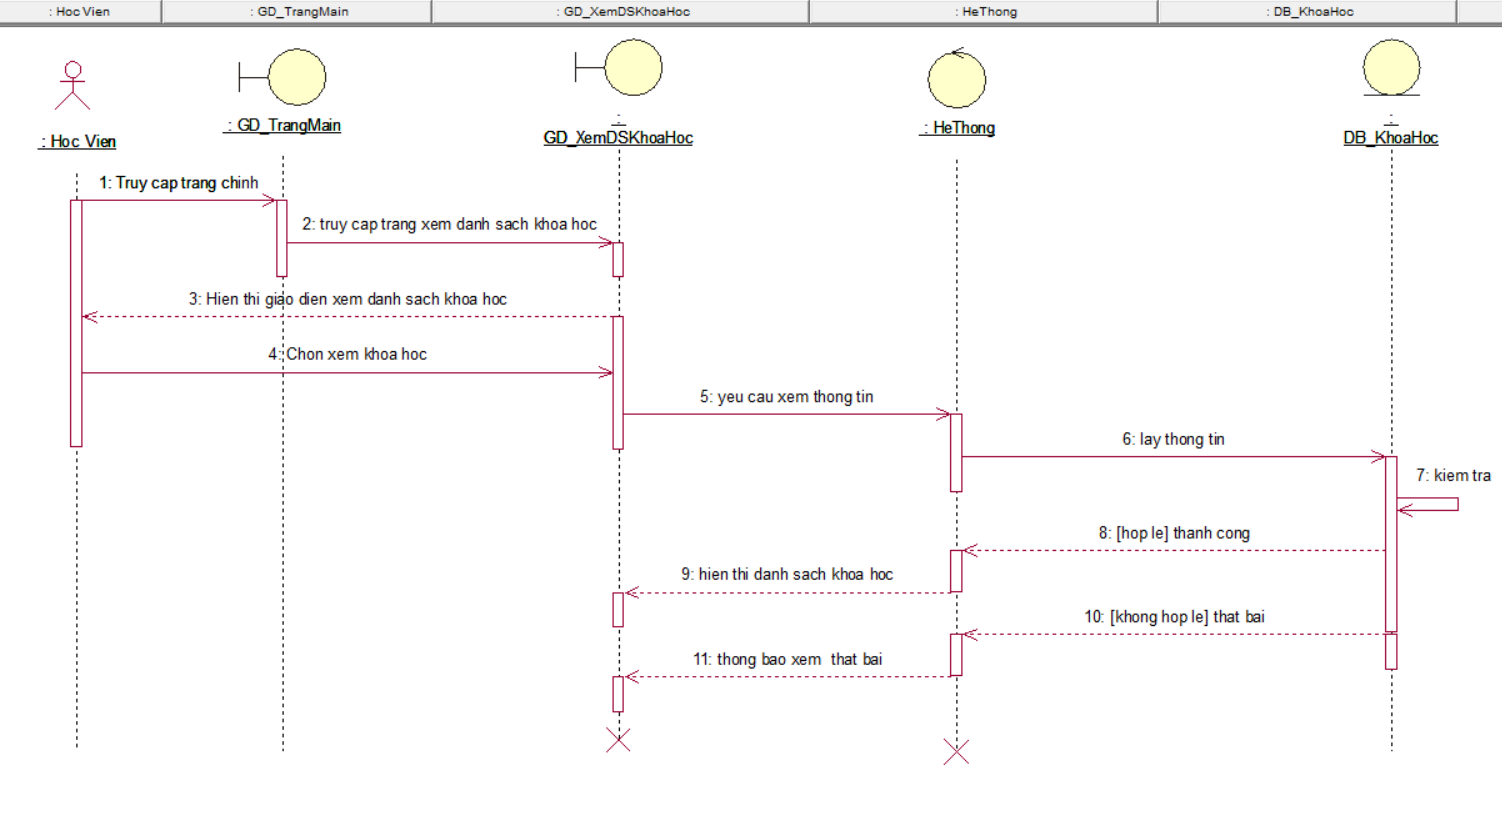 : Hoc Vien
: GD_TrangMain
: GD_XemDSKhoaHoc
: HeThong
: DB_KhoaHoc
: Hoc Vien
: GD_TrangMain
:
GD_XemDSKhoaHoc
: HeThong
:
DB_KhoaHoc
1: Truy cap trang chinh
2: truy cap trang xem danh sach khoa hoc
3: Hien thi giao dien xem danh sach khoa hoc
4: Chon xem khoa hoc
5: yeu cau xem thong tin
6: lay thong tin
7: kiem tra
8: [hop le] thanh cong
9: hien thi danh sach khoa hoc
10: [khong hop le] that bai
11: thong bao xem  that bai